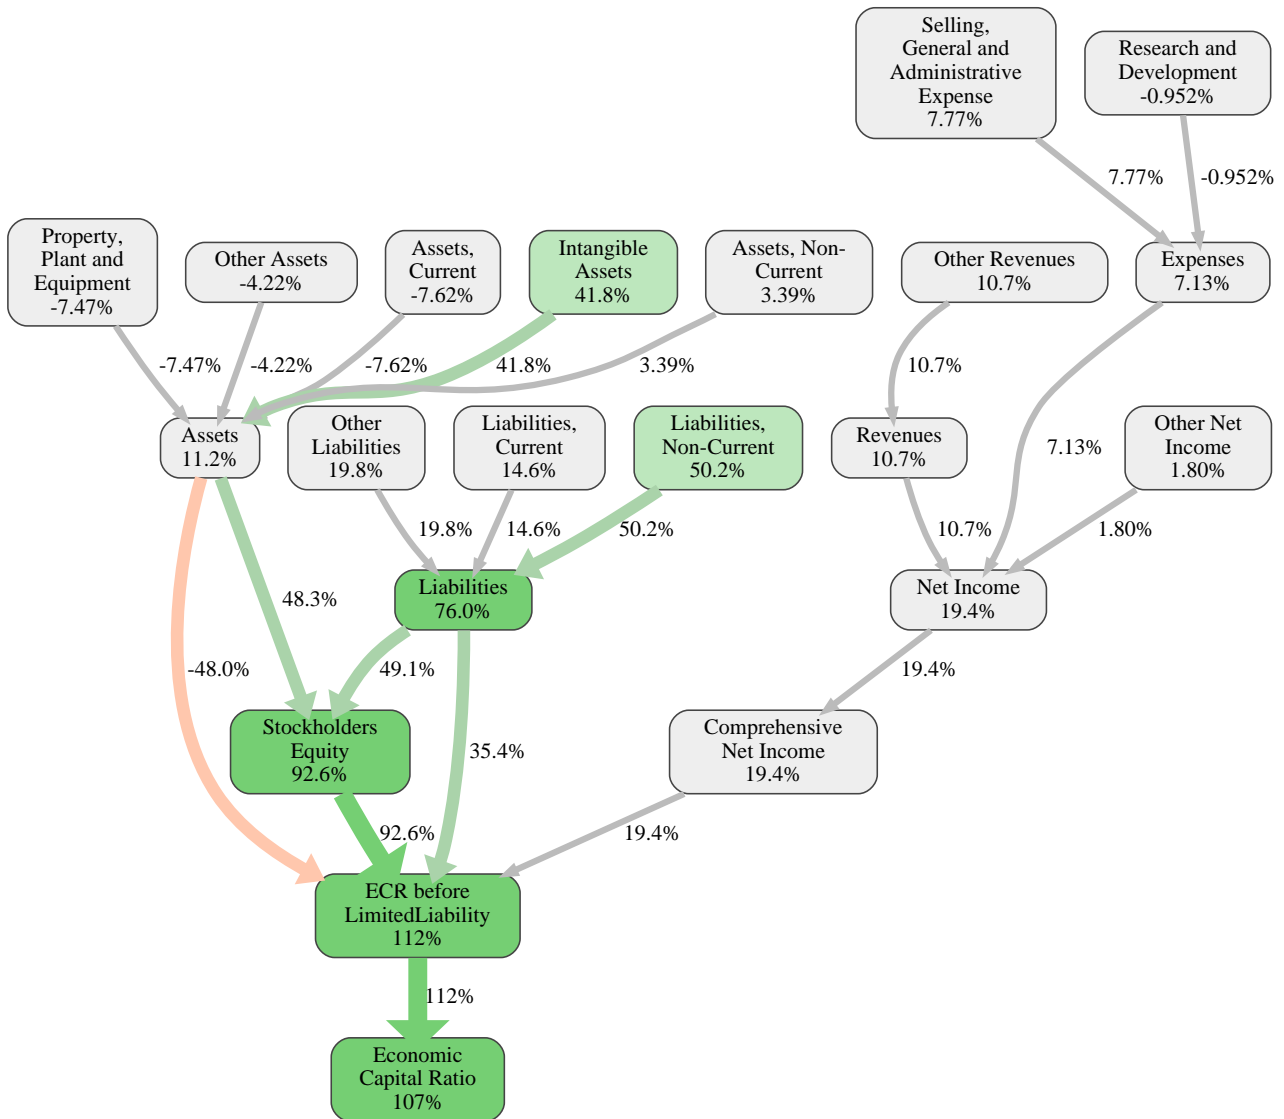 Selling,
General and
Administrative
Expense
7.77%
Research and
Development
-0.952%
7.77%
-0.952%
Property,
Plant and
Equipment
-7.47%
Other Assets
-4.22%
Assets,
Current
-7.62%
Intangible
Assets
41.8%
Assets, Non-
Current
3.39%
Other Revenues
10.7%
Expenses
7.13%
-7.47%
-4.22%
-7.62%
41.8%
3.39%
10.7%
Assets
11.2%
Other
Liabilities
19.8%
Liabilities,
Current
14.6%
Liabilities,
Non-Current
50.2%
Revenues
10.7%
7.13%
Other Net
Income
1.80%
19.8%
14.6%
50.2%
10.7%
1.80%
Liabilities
76.0%
Net Income
19.4%
48.3%
-48.0%
49.1%
19.4%
Stockholders
Equity
92.6%
35.4%
Comprehensive
Net Income
19.4%
92.6%
19.4%
ECR before
LimitedLiability
112%
112%
Economic
Capital Ratio
107%